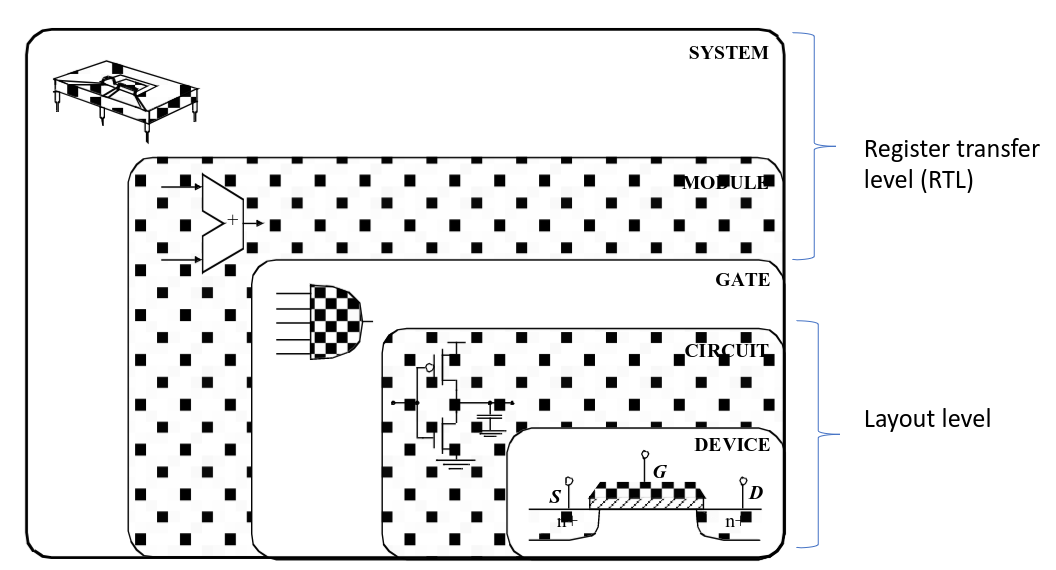 SYSTEM
Register transfer
level (RTL)
MODULE
+
GATE
CIRCUIT
Layout level
DEVICE
G
S
D
n+
n+